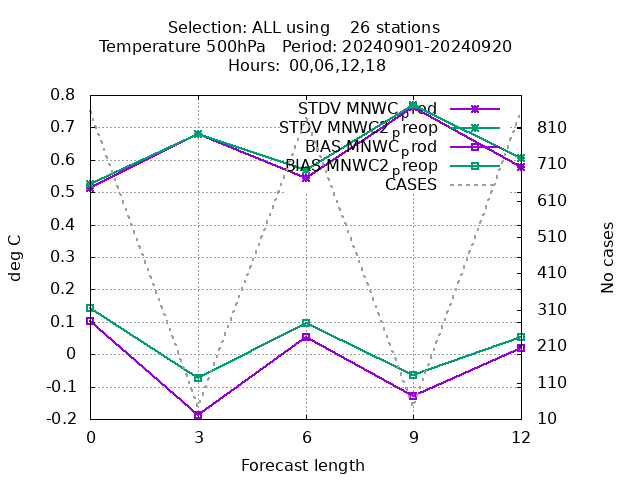 Selection: ALL using    26 stations
Temperature 500hPa   Period: 20240901-20240920
Hours:  00,06,12,18
STDV MNWC_prod
STDV MNWC2_preop
BIAS MNWC_prod
BIAS MNWC2_preop
CASES
0.8
0.7
0.6
0.5
0.4
0.3
0.2
0.1
0
-0.1
-0.2
deg C
810
710
610
510
410
310
210
110
10
No cases
0 3 6 9 12
Forecast length